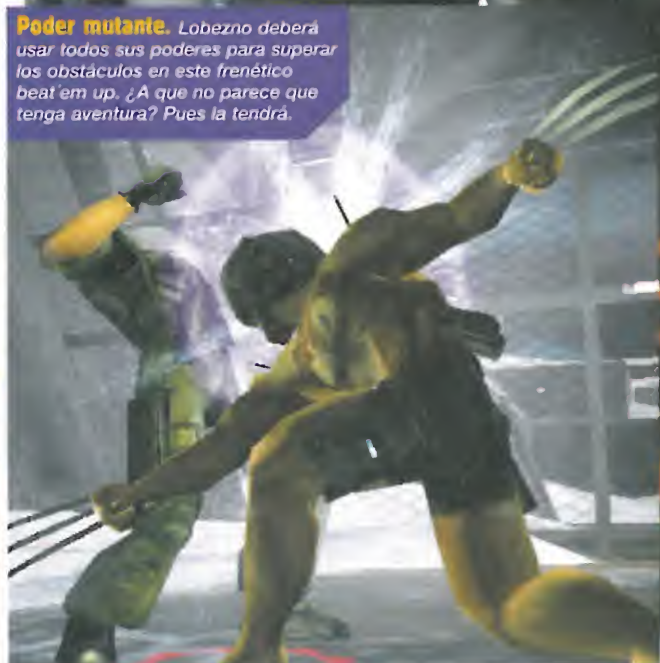 Poder mutante. Lobezno deberá
usar todos sus poderes para superar
los obstáculos en este frenético
beat'em up. ¿A que no parece que
tenga aventura? Pues la tendrá.